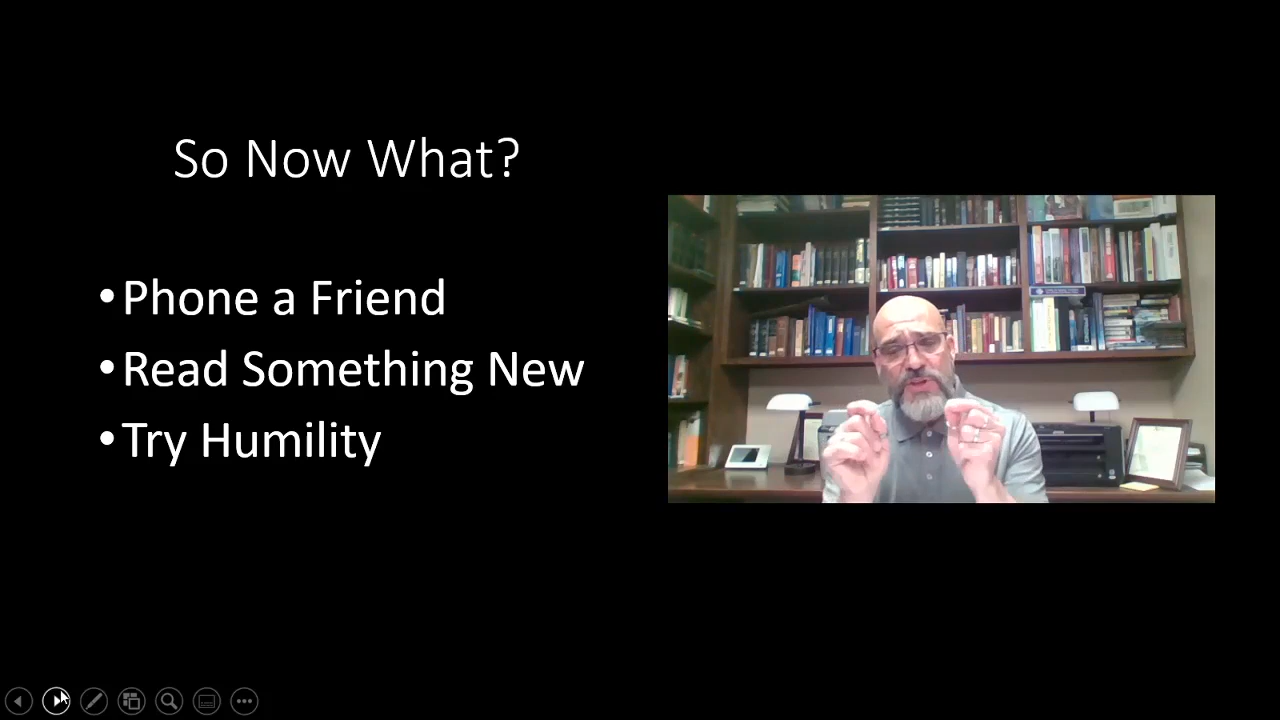 So Now What?
•Phone a Friend
•Read Something New
•Try Humility